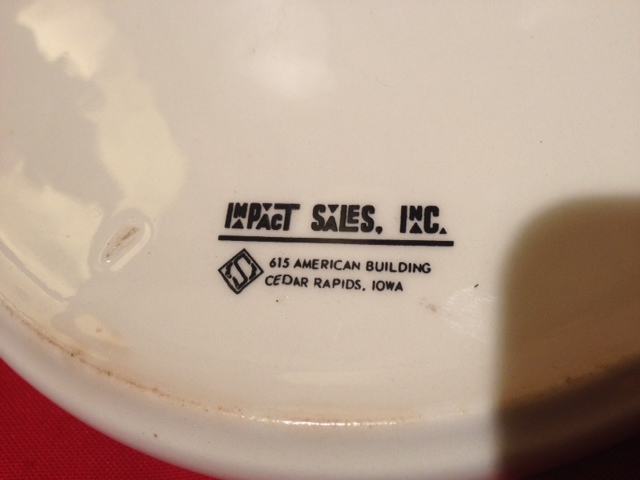 IMPACT SALES, INC.
615 AMERICAN BUILDING
CEDAR RAPIDS, IOWA